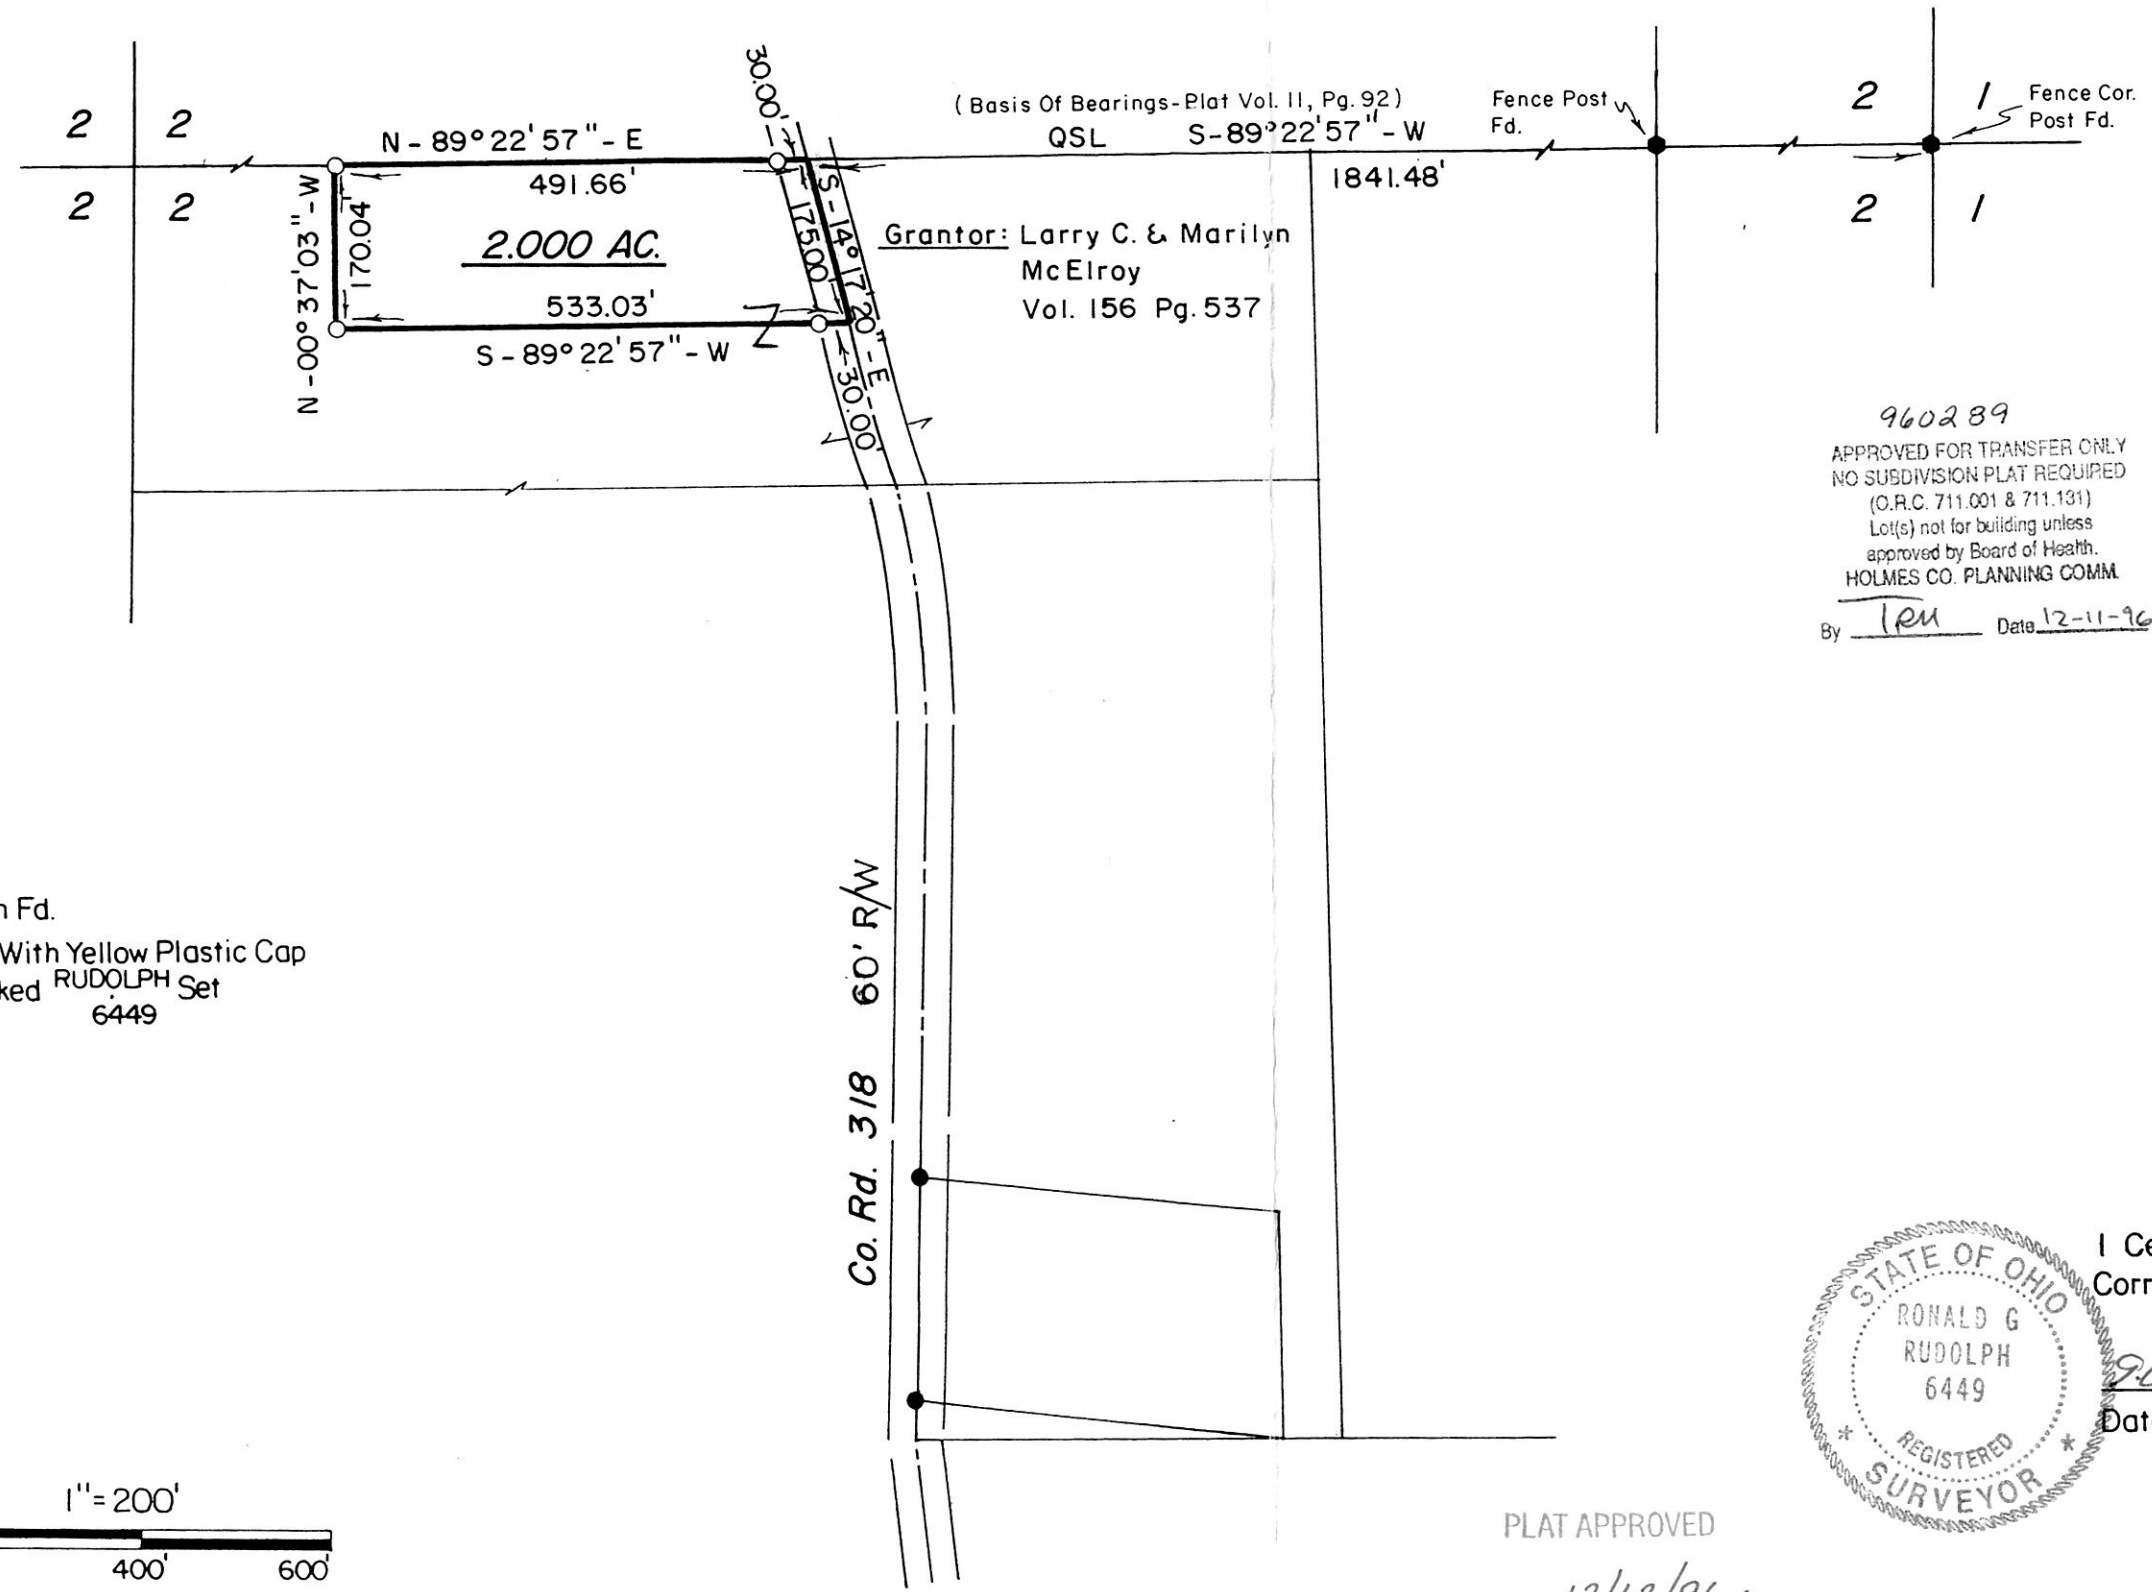 2 2
2 2
N-89°22'57"-E
491.66'
30.00'
(Basis Of Bearings-Plat Vol. 11, Pg. 92)
QSL S-89°22'57"-W
1841.48'
Fence Post
Fd.
2 1
2 1
Fence Cor.
Post Fd.
N-00°37'03"-W
170.04'
2.000 AC.
533.03'
S-89°22'57"-W
175.00'
S-14°17'20"-E
30.00'
Grantor: Larry C. & Marilyn
McElroy
Vol. 156 Pg. 537
960289
APPROVED FOR TRANSFER ONLY
NO SUBDIVISION PLAT REQUIRED
(O.R.C. 711.001 & 711.131)
Lot(s) not for building unless
approved by Board of Health.
HOLMES CO. PLANNING COMM.
By Date 12-11-96
Fd.
With Yellow Plastic Cap
RUDOLPH Set
6449
Co. Rd. 318 60' R/W
1"=200'
400' 600'
STATE OF OHIO
RONALD G
RUDOLPH
6449
REGISTERED
SURVEYOR
I Ce
Corr
Dat
PLAT APPROVED